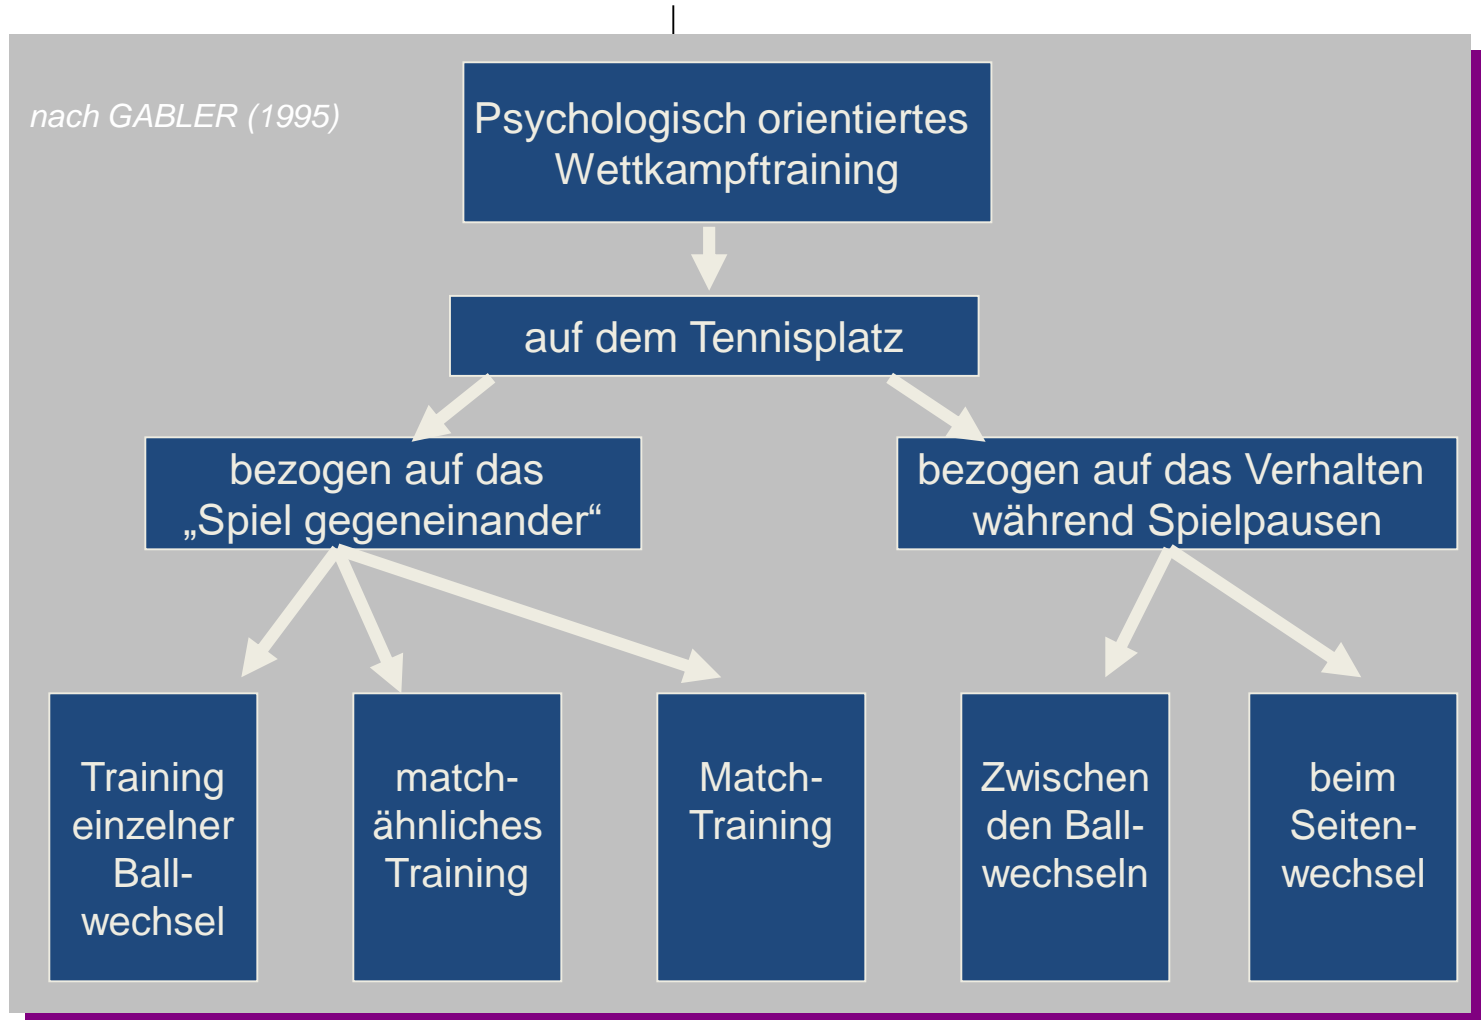 nach GABLER (1995)
Psychologisch orientiertes
Wettkampftraining
auf dem Tennisplatz
bezogen auf das
„Spiel gegeneinander“
bezogen auf das Verhalten
während Spielpausen
Training
einzelner
Ball-
wechsel
match-
ähnliches
Training
Match-
Training
Zwischen
den Ball-
wechseln
beim
Seiten-
wechsel